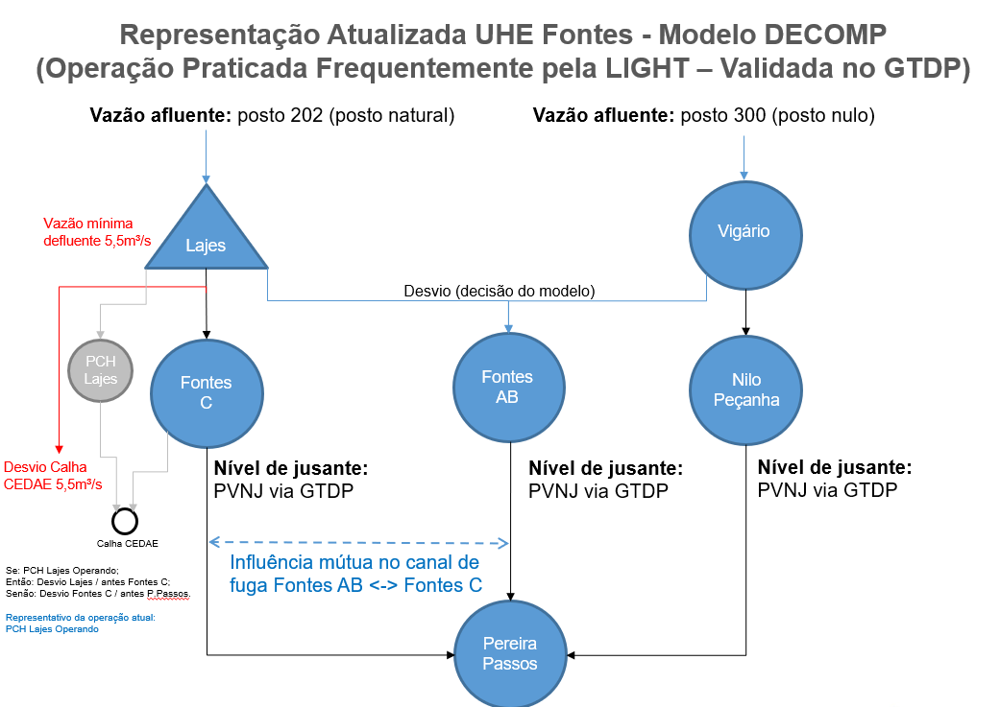 Representação Atualizada UHE Fontes - Modelo DECOMP
(Operação Praticada Frequentemente pela LIGHT – Validada no GTDP)
Vazão afluente: posto 202 (posto natural)
Vazão afluente: posto 300 (posto nulo)
Vazão mínima
defluente 5,5m³/s
Lajes
Vigário
Desvio (decisão do modelo)
PCH
Lajes
Fontes
C
Fontes
AB
Nilo
Peçanha
Desvio Calha
CEDAE 5,5m³/s
Nível de jusante:
PVNJ via GTDP
Nível de jusante:
PVNJ via GTDP
Nível de jusante:
PVNJ via GTDP
Calha CEDAE
Influência mútua no canal de
fuga Fontes AB <-> Fontes C
Se: PCH Lajes Operando;
Então: Desvio Lajes / antes Fontes C;
Senão: Desvio Fontes C / antes P.Passos.
Representativo da operação atual:
PCH Lajes Operando
Pereira
Passos